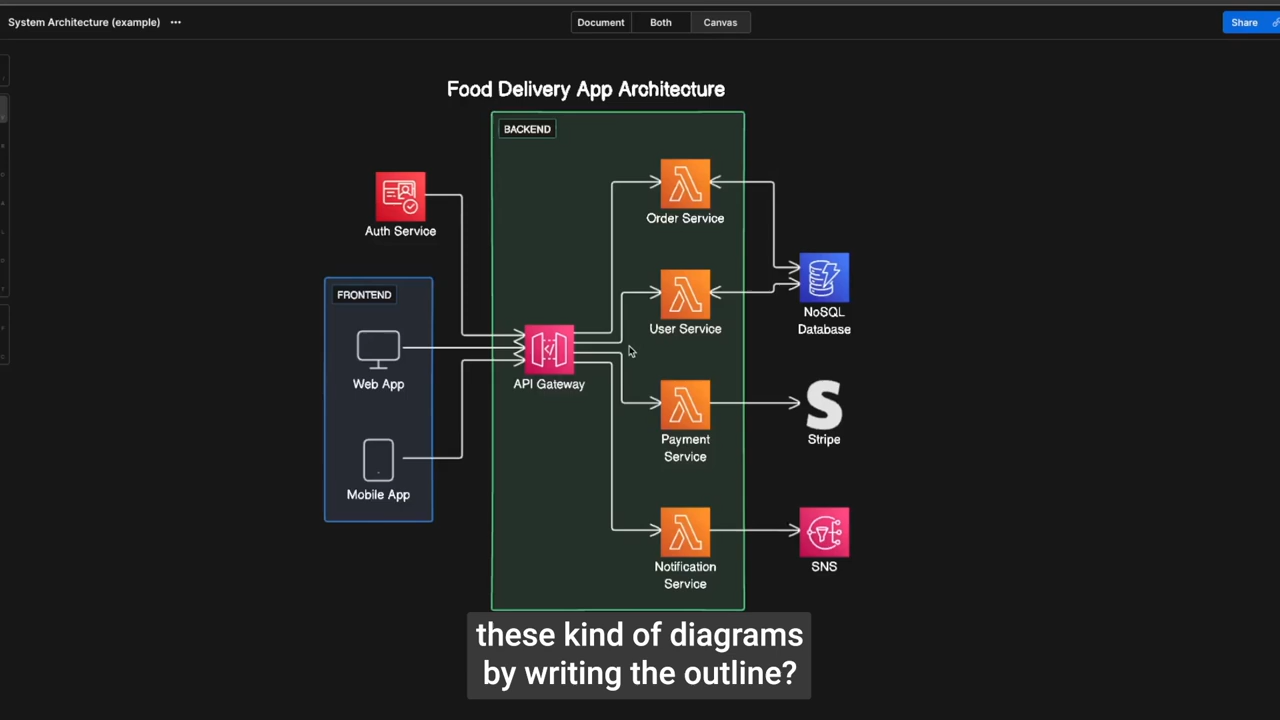 System Architecture (example) •••
Document
Both
Canvas
Share
Food Delivery App Architecture
BACKEND
Auth Service
Order Service
FRONTEND
User Service
NoSQL
Database
Web App
API Gateway
Payment
Service
Stripe
Mobile App
Notification
Service
SNS
these kind of diagrams
by writing the outline?